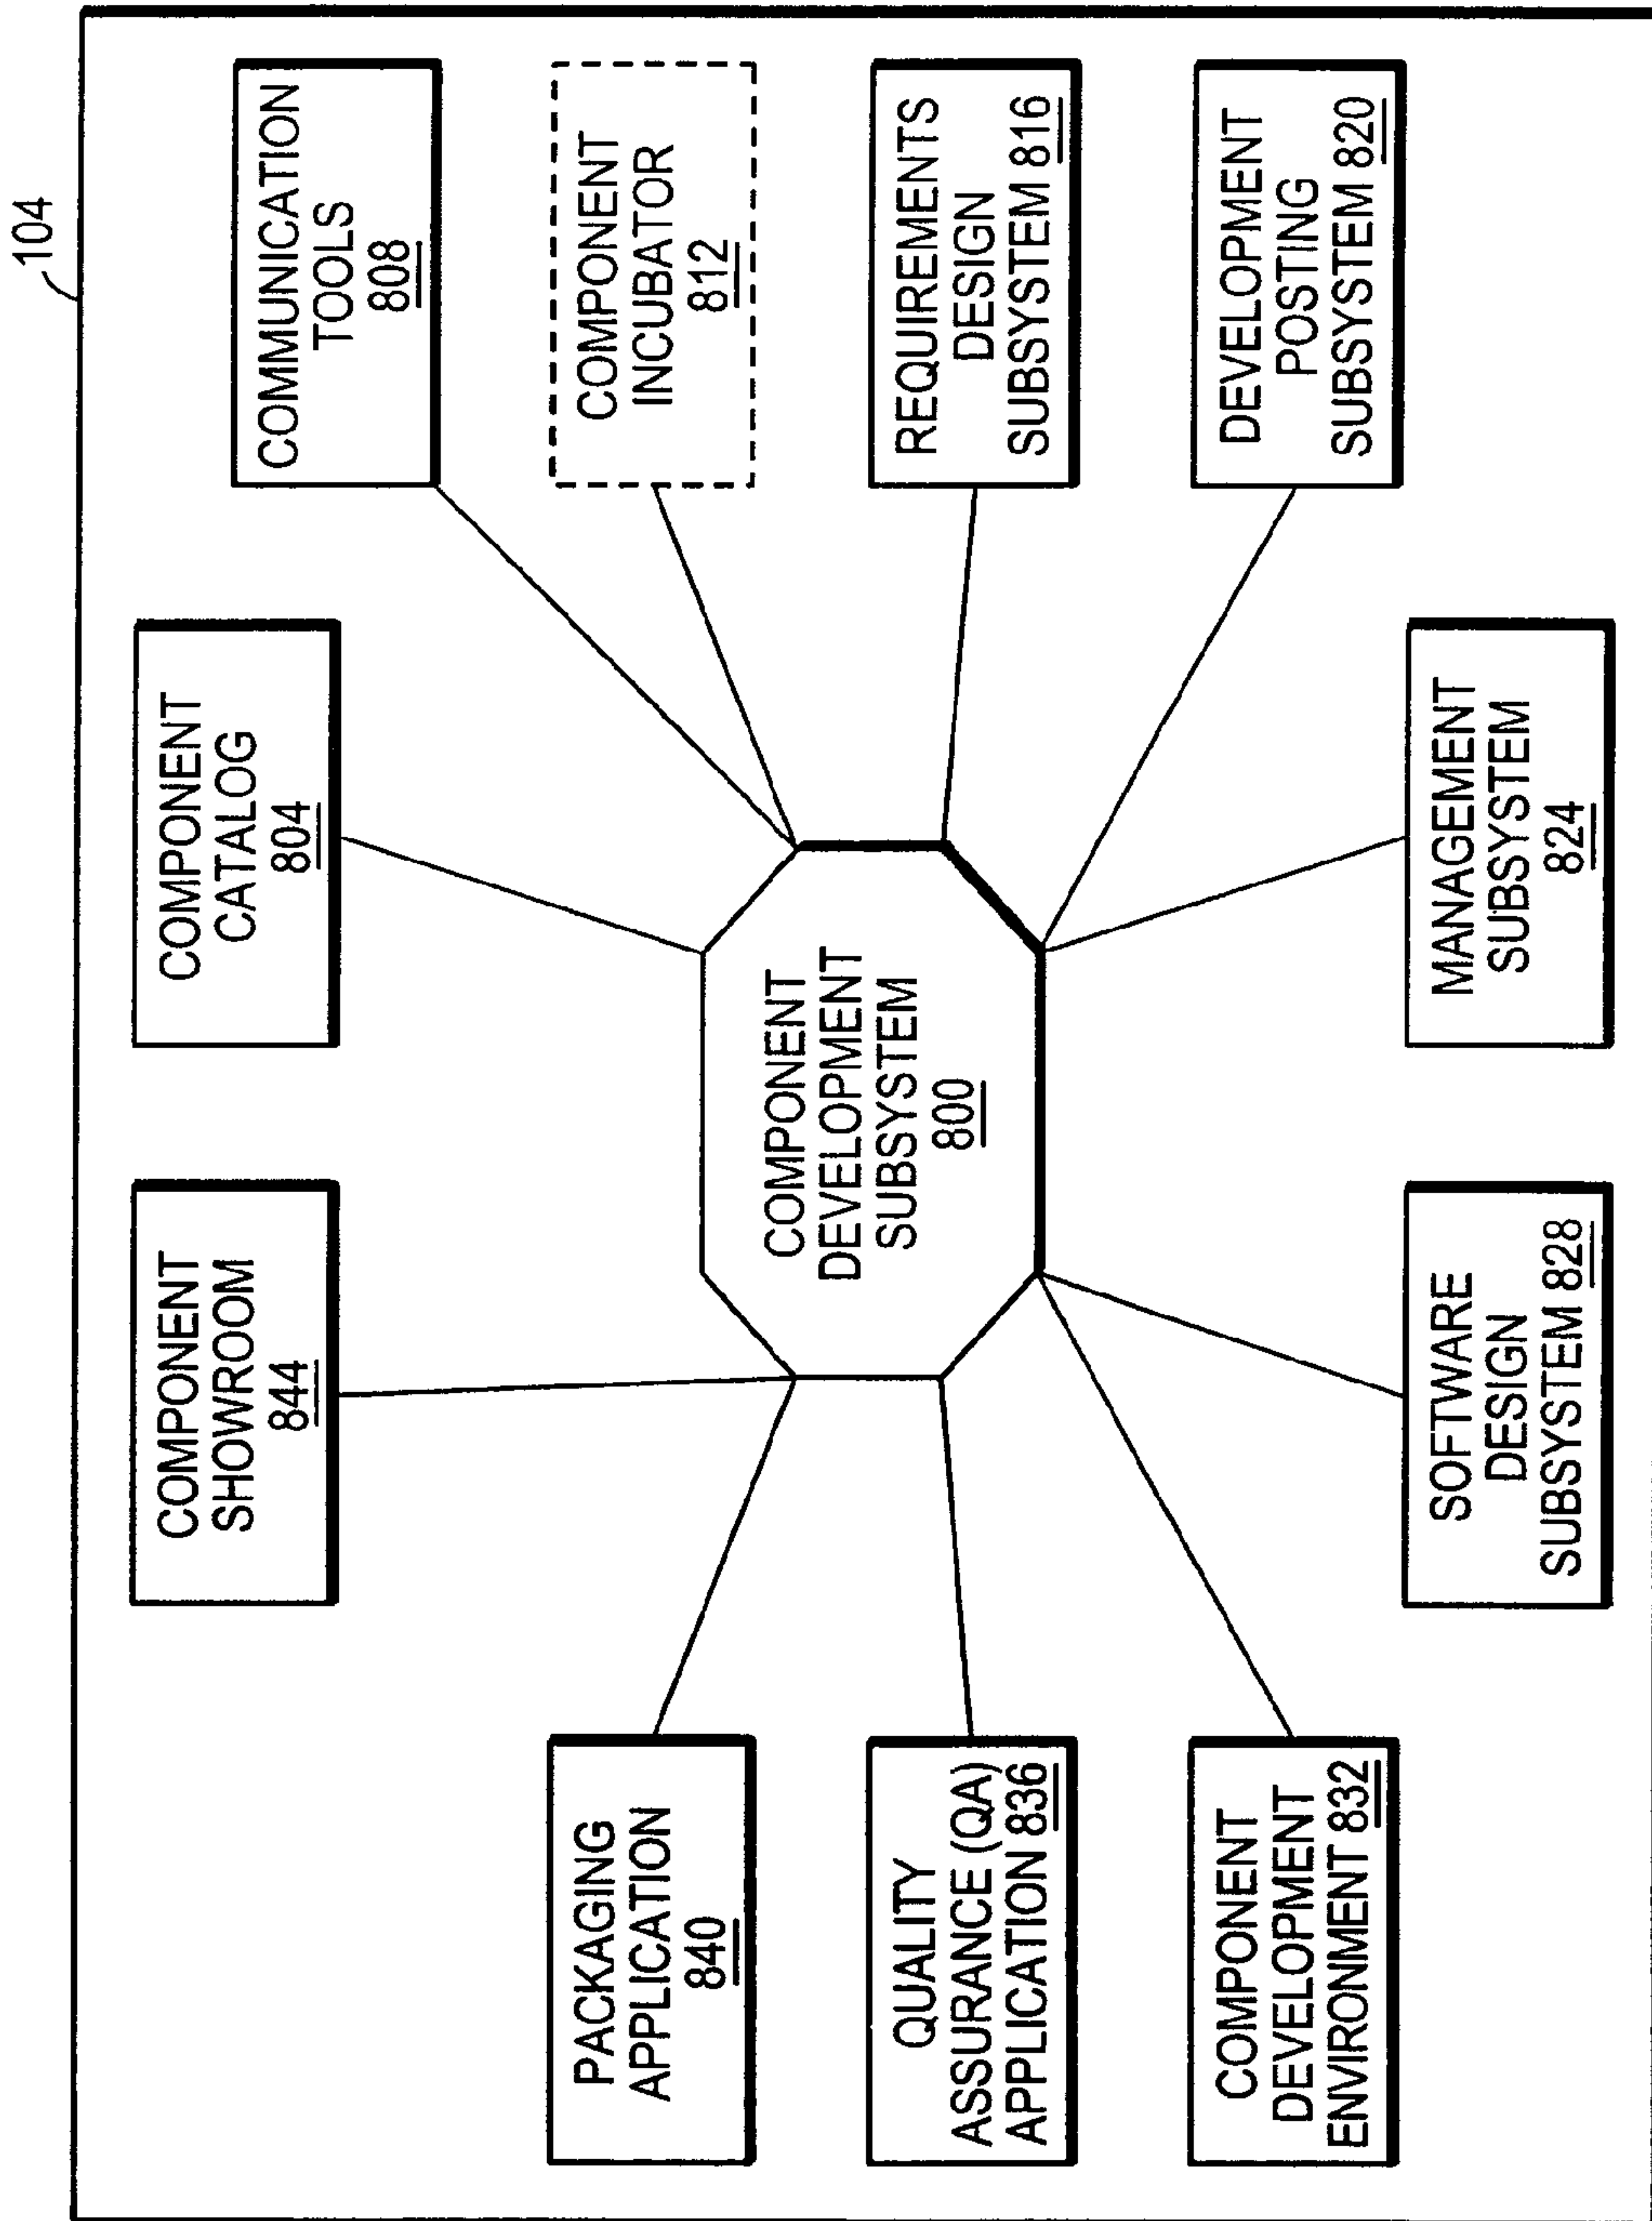 104
COMPONENT
SHOWROOM
844
COMPONENT
CATALOG
804
COMMUNICATION
TOOLS
808
PACKAGING
APPLICATION
840
COMPONENT
INCUBATOR
812
COMPONENT
DEVELOPMENT
SUBSYSTEM
800
QUALITY
ASSURANCE (QA)
APPLICATION 836
REQUIREMENTS
DESIGN
SUBSYSTEM 816
COMPONENT
DEVELOPMENT
ENVIRONMENT 832
DEVELOPMENT
POSTING
SUBSYSTEM 820
SOFTWARE
DESIGN
SUBSYSTEM 828
MANAGEMENT
SUBSYSTEM
824